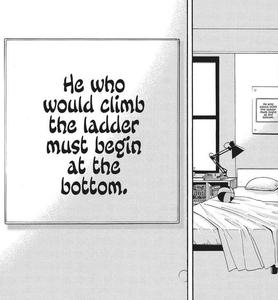 He who
would climb
the ladder
must begin
at the
bottom.